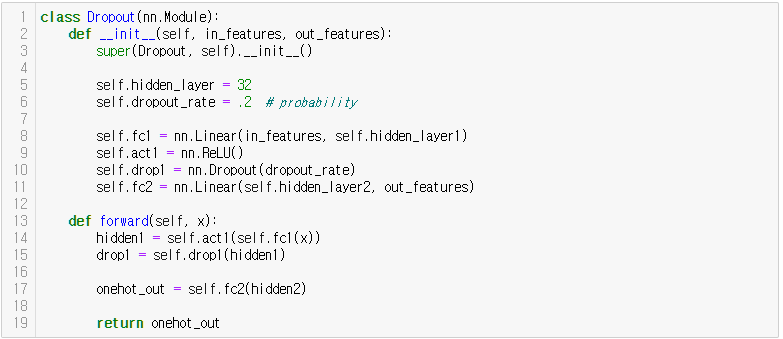 1 class Dropout(nn.Module):
2     def __init__(self, in_features, out_features):
3         super(Dropout, self).__init__()
4
5         self.hidden_layer = 32
6         self.dropout_rate = .2  # probability
7
8         self.fc1 = nn.Linear(in_features, self.hidden_layer1)
9         self.act1 = nn.ReLU()
10         self.drop1 = nn.Dropout(dropout_rate)
11         self.fc2 = nn.Linear(self.hidden_layer2, out_features)
12
13     def forward(self, x):
14         hidden1 = self.act1(self.fc1(x))
15         drop1 = self.drop1(hidden1)
16
17         onehot_out = self.fc2(hidden2)
18
19         return onehot_out